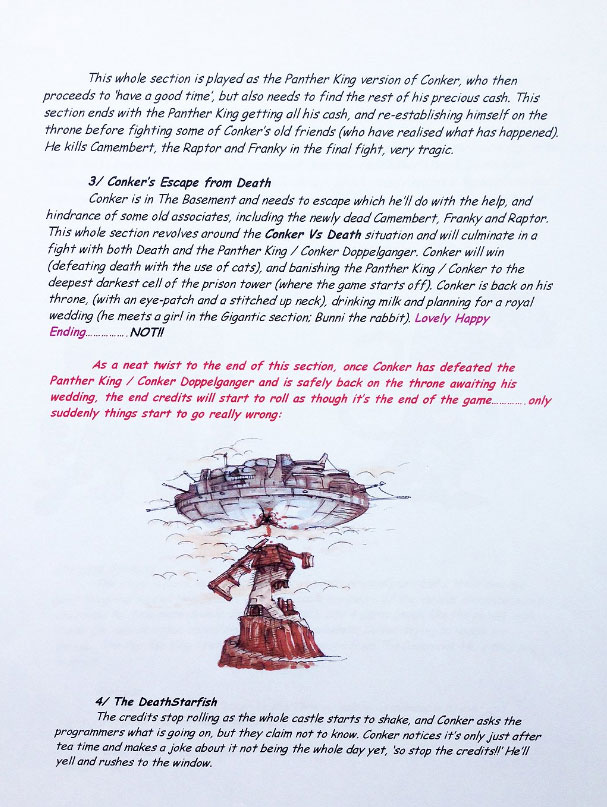 This whole section is played as the Panther King version of Conker, who then
proceeds to 'have a good time', but also needs to find the rest of his precious cash. This
section ends with the Panther King getting all his cash, and re-establishing himself on the
throne before fighting some of Conker's old friends (who have realised what has happened).
He kills Camembert, the Raptor and Franky in the final fight, very tragic.
3/ Conker's Escape from Death
Conker is in The Basement and needs to escape which he'll do with the help, and
hindrance of some old associates, including the newly dead Camembert, Franky and Raptor.
This whole section revolves around the Conker Vs Death situation and will culminate in a
fight with both Death and the Panther King / Conker Doppelganger. Conker will win
(defeating death with the use of cats), and banishing the Panther King / Conker to the
deepest darkest cell of the prison tower (where the game starts off). Conker is back on his
throne, (with an eye-patch and a stitched up neck), drinking milk and planning for a royal
wedding (he meets a girl in the Gigantic section; Bunni the rabbit). Lovely Happy
Ending…………….NOT!!
As a neat twist to the end of this section, once Conker has defeated the
Panther King / Conker Doppelganger and is safely back on the throne awaiting his
wedding, the end credits will start to roll as though it's the end of the game………….only
suddenly things start to go really wrong:
4/ The DeathStarfish
The credits stop rolling as the whole castle starts to shake, and Conker asks the
programmers what is going on, but they claim not to know. Conker notices it's only just after
tea time and makes a joke about it not being the whole day yet, 'so stop the credits!!' He'll
yell and rushes to the window.